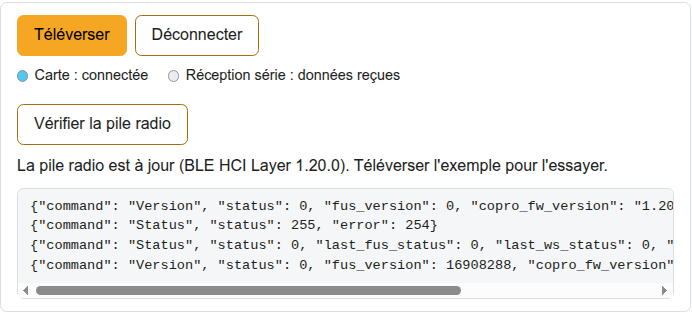 Téléverser Déconnecter
Carte : connectée Réception série : données reçues
Vérifier la pile radio
La pile radio est à jour (BLE HCI Layer 1.20.0). Téléverser l'exemple pour l'essayer.
{"command": "Version", "status": 0, "fus_version": 0, "copro_fw_version": "1.20
{"command": "Status", "status": 255, "error": 254}
{"command": "Status", "status": 0, "last_fus_status": 0, "last_ws_status": 0, "
{"command": "Version", "status": 0, "fus_version": 16908288, "copro_fw_version"